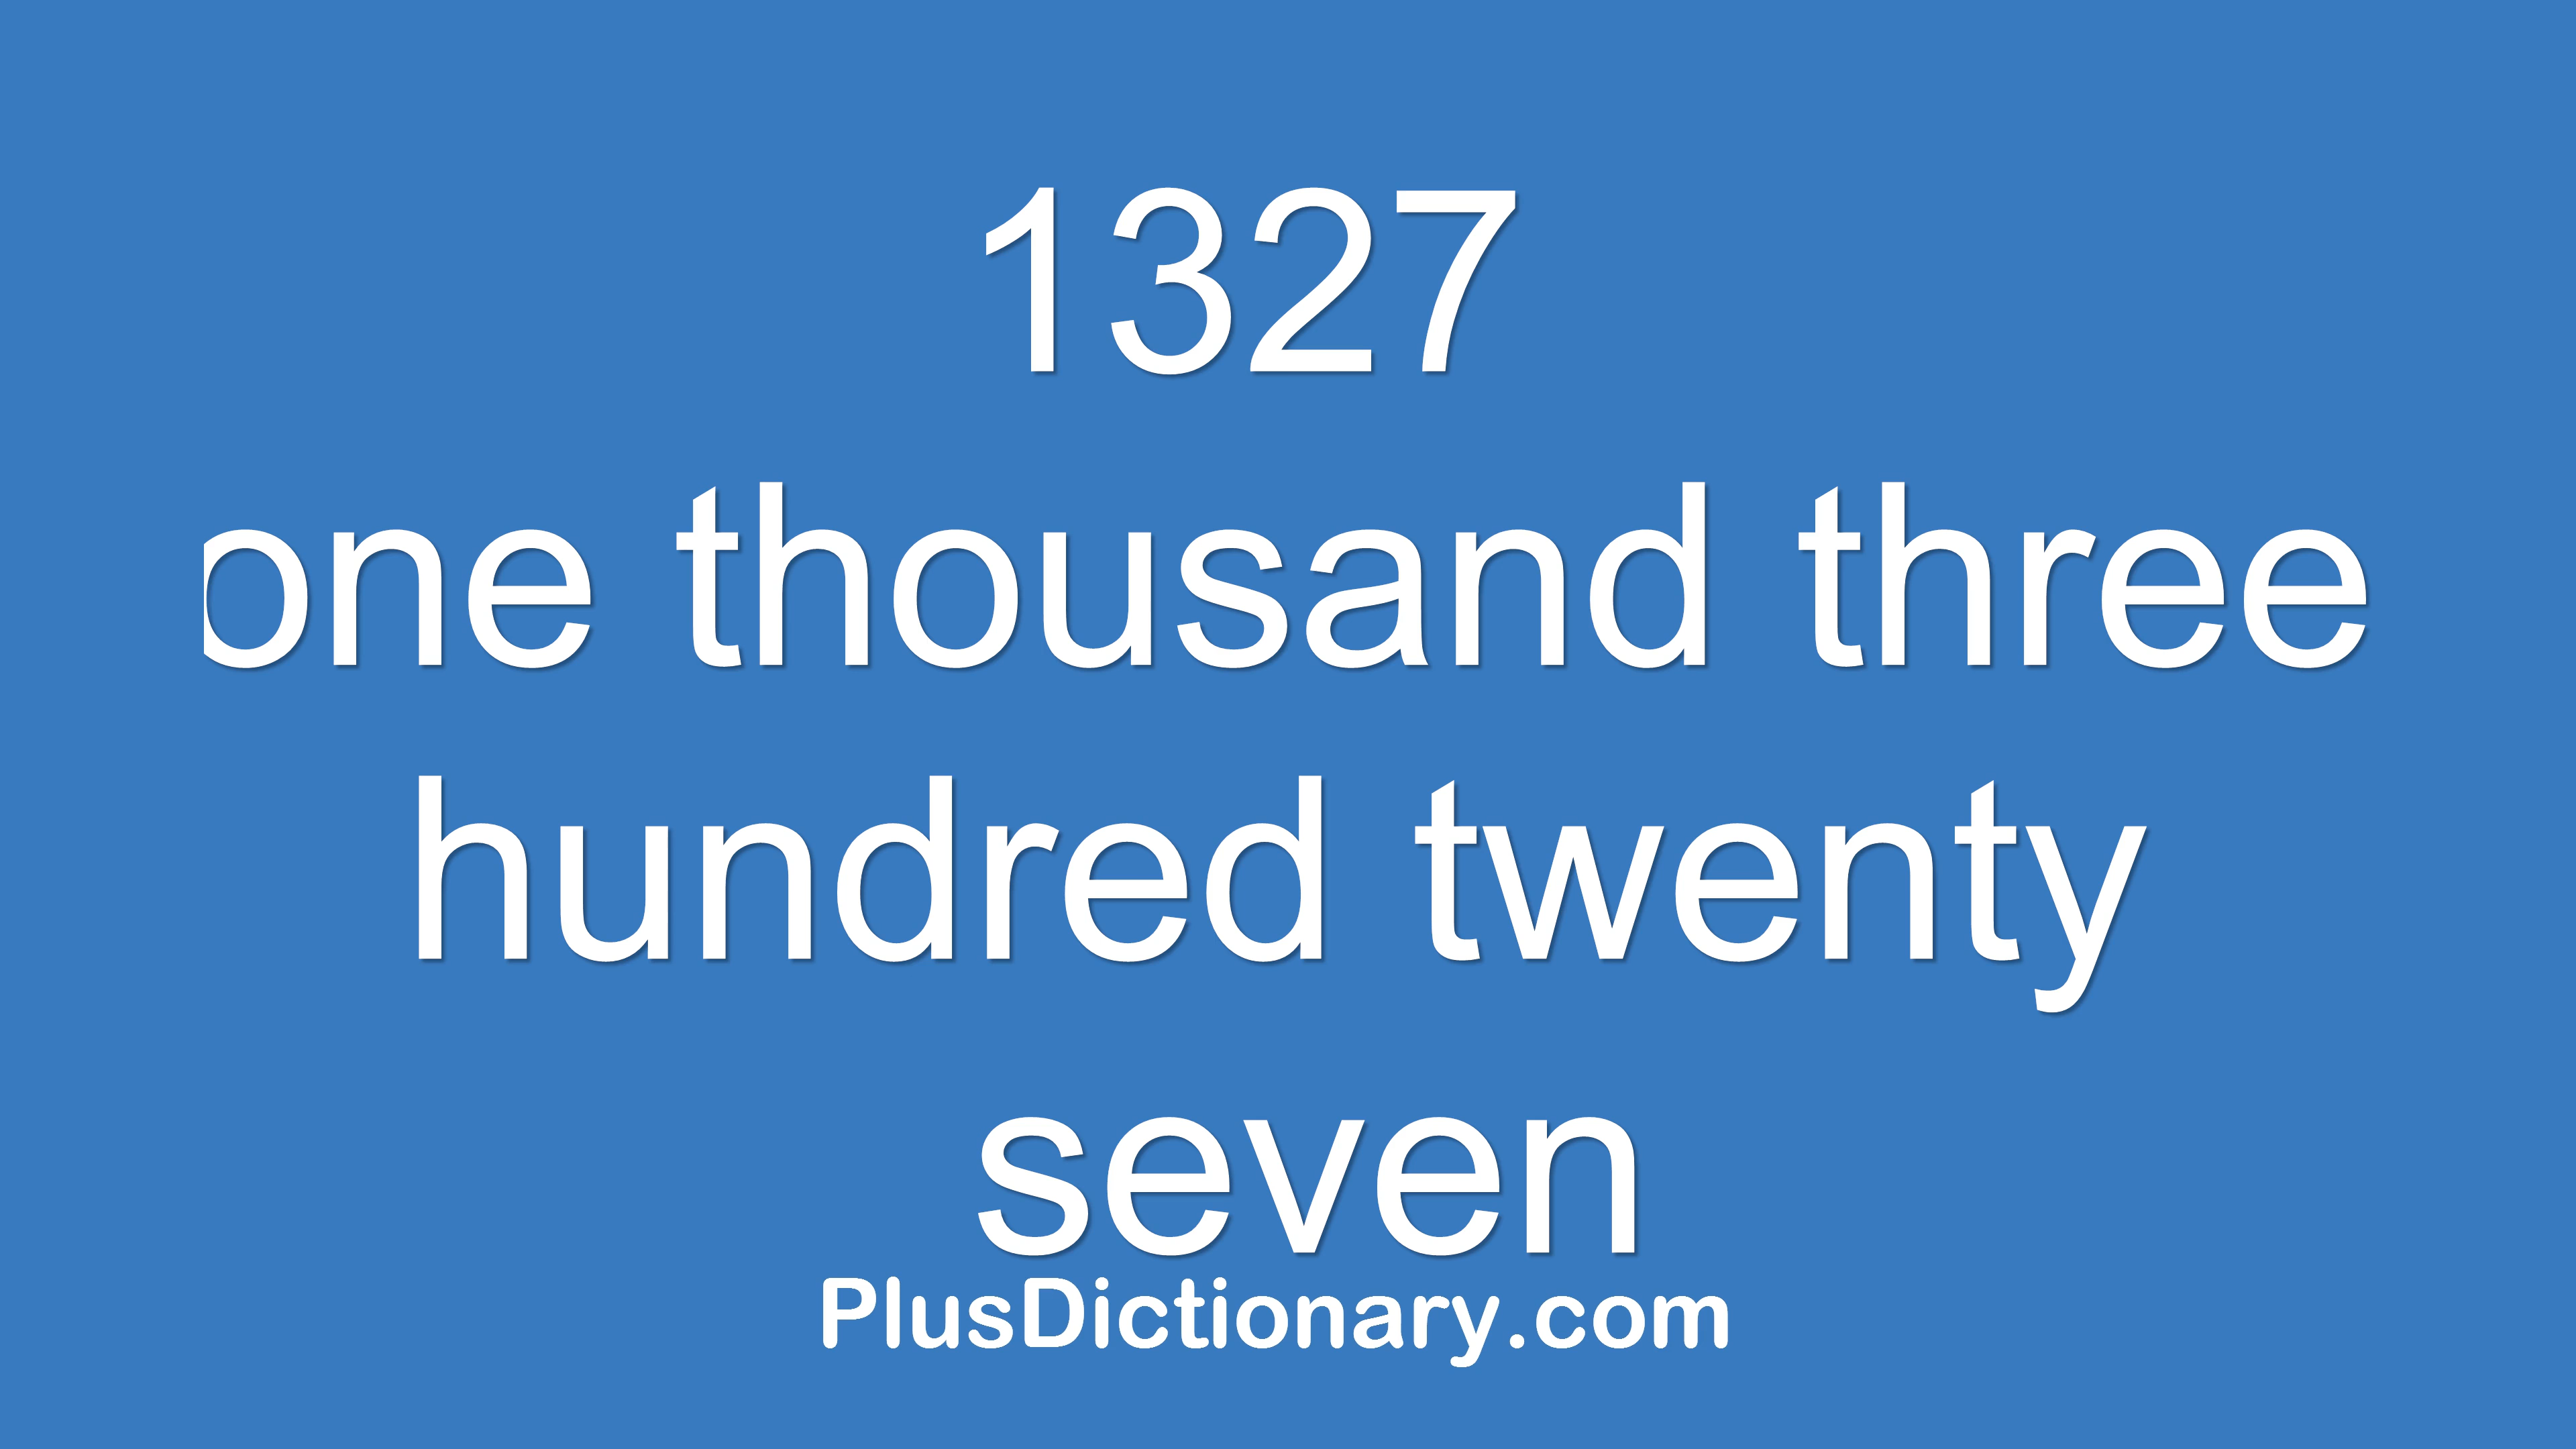 1327
one thousand three
hundred twenty
seven
PlusDictionary.com